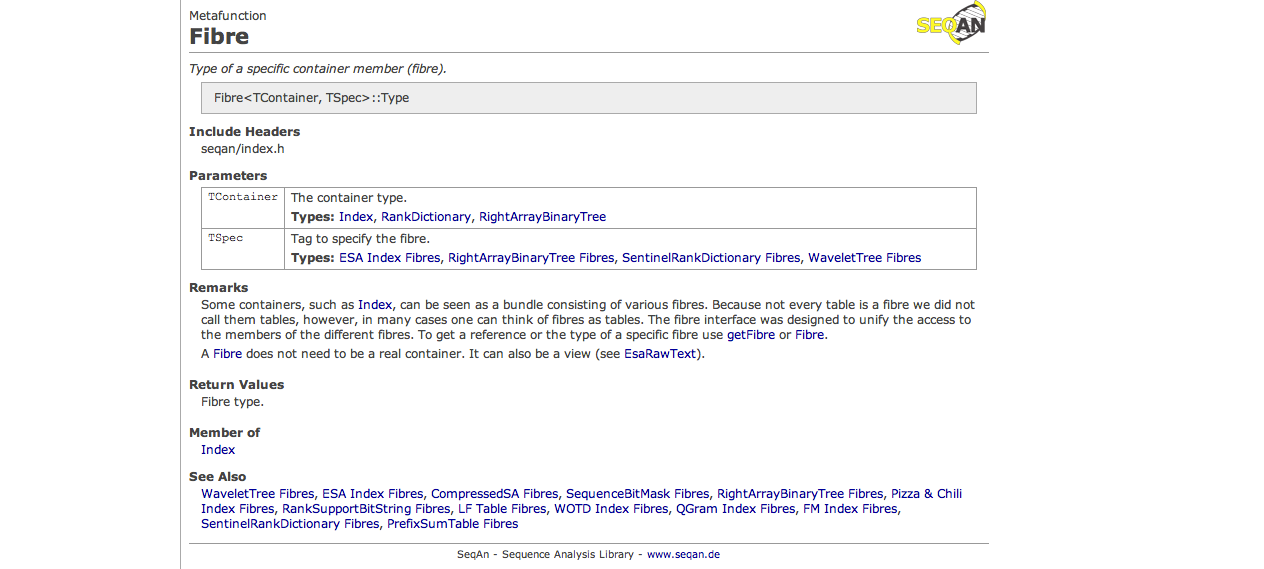 Metafunction
SEQAN
Fibre
Type of a specific container member (fibre).
Fibre<TContainer, TSpec>::Type
Include Headers
seqan/index.h
Parameters
TContainer The container type.
Types: Index, RankDictionary, RightArrayBinaryTree
TSpec Tag to specify the fibre.
Types: ESA Index Fibres, RightArrayBinaryTree Fibres, SentinelRankDictionary Fibres, WaveletTree Fibres
Remarks
Some containers, such as Index, can be seen as a bundle consisting of various fibres. Because not every table is a fibre we did not
call them tables, however, in many cases one can think of fibres as tables. The fibre interface was designed to unify the access to
the members of the different fibres. To get a reference or the type of a specific fibre use getFibre or Fibre.
A Fibre does not need to be a real container. It can also be a view (see EsaRawText).
Return Values
Fibre type.
Member of
Index
See Also
WaveletTree Fibres, ESA Index Fibres, CompressedSA Fibres, SequenceBitMask Fibres, RightArrayBinaryTree Fibres, Pizza & Chili
Index Fibres, RankSupportBitString Fibres, LF Table Fibres, WOTD Index Fibres, QGram Index Fibres, FM Index Fibres,
SentinelRankDictionary Fibres, PrefixSumTable Fibres
SeqAn - Sequence Analysis Library - www.seqan.de